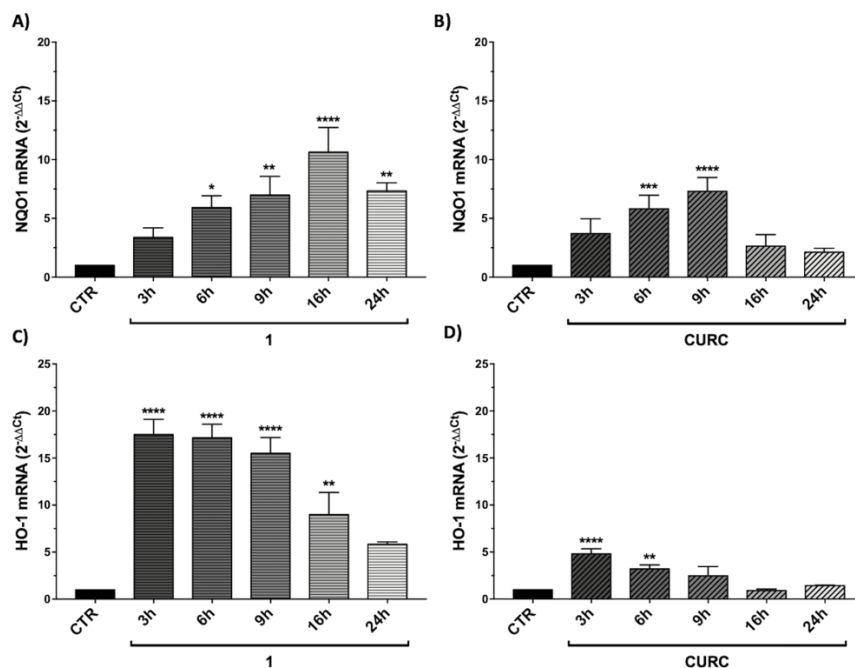 A)
NQO1 mRNA (2^-ΔΔCt)
20
15
10
5
0
*
**
****
**
CTR
3h
6h
9h
16h
24h
1
B)
NQO1 mRNA (2^-ΔΔCt)
20
15
10
5
0
***
****
CTR
3h
6h
9h
16h
24h
CURC
C)
HO-1 mRNA (2^-ΔΔCt)
25
20
15
10
5
0
****
****
****
**
CTR
3h
6h
9h
16h
24h
1
D)
HO-1 mRNA (2^-ΔΔCt)
25
20
15
10
5
0
****
**
CTR
3h
6h
9h
16h
24h
CURC